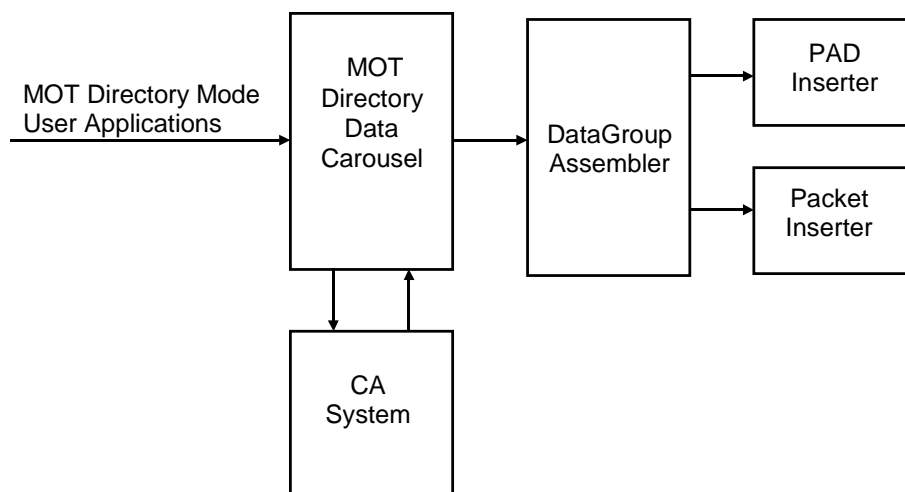 MOT Directory Mode
User Applications
MOT
Directory
Data
Carousel
DataGroup
Assembler
PAD
Inserter
Packet
Inserter
CA
System